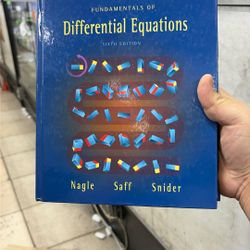 FUNDAMENTALS OF
Differential Equations
SIXTH EDITION
Nagle Saff Snider